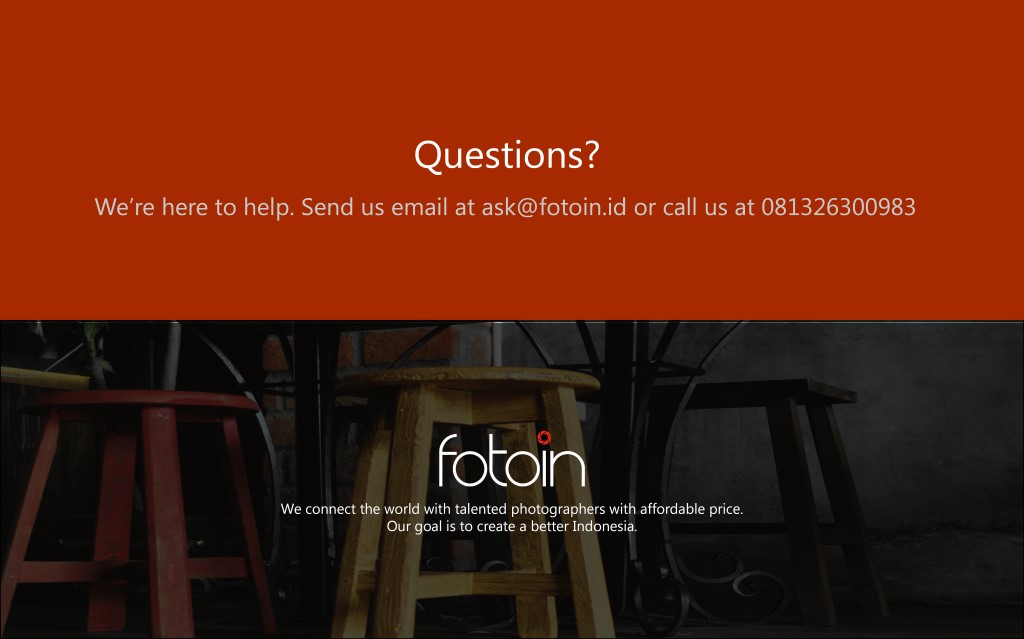 Questions?
We’re here to help. Send us email at ask@fotoin.id or call us at 081326300983
fotoin
We connect the world with talented photographers with affordable price.
Our goal is to create a better Indonesia.